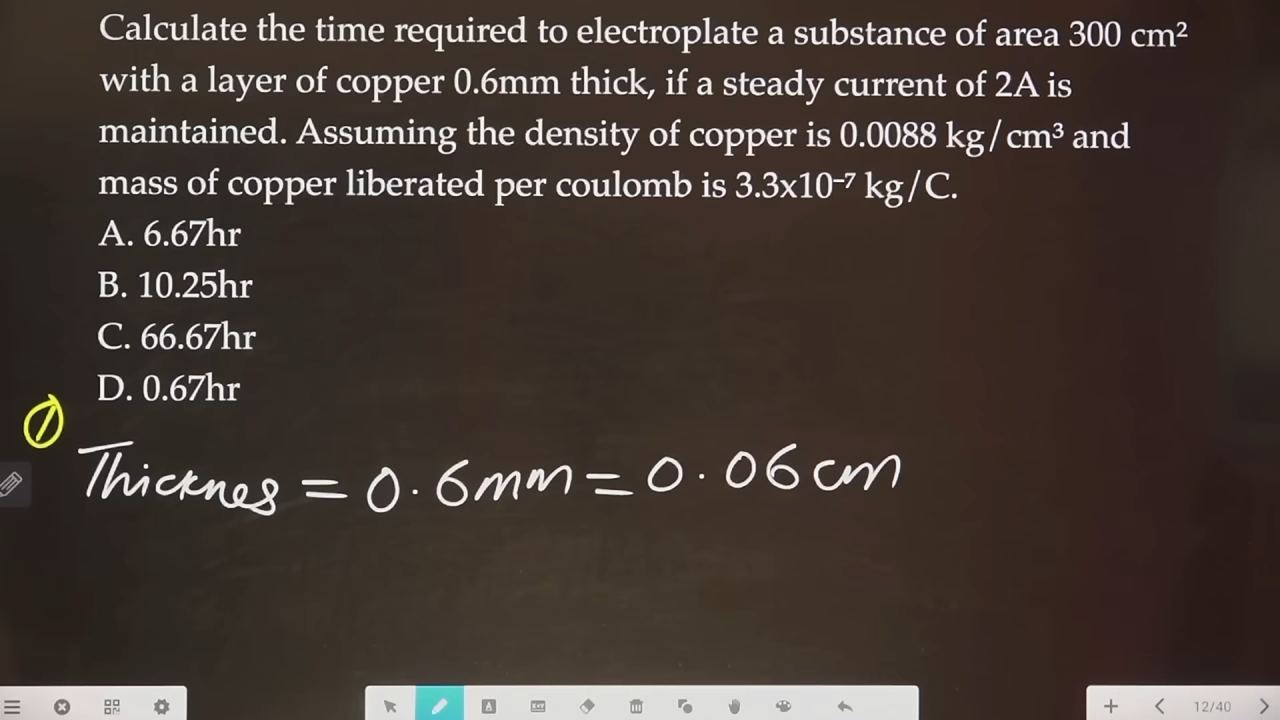 Calculate the time required to electroplate a substance of area 300 cm²
with a layer of copper 0.6mm thick, if a steady current of 2A is
maintained. Assuming the density of copper is 0.0088 kg/cm³ and
mass of copper liberated per coulomb is 3.3x10⁻⁷ kg/C.
A. 6.67hr
B. 10.25hr
C. 66.67hr
D. 0.67hr
①
Thicknes = 0.6mm = 0.06cm
12/40